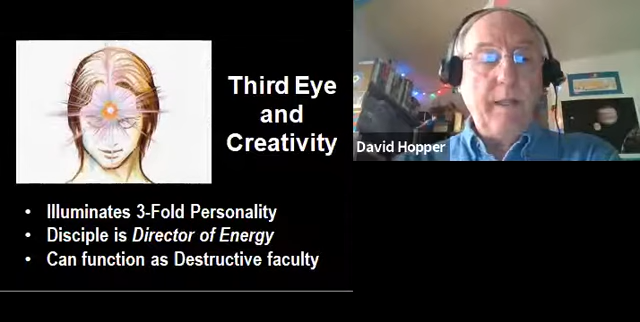 Third Eye
and
Creativity
David Hopper
• Illuminates 3-Fold Personality
• Disciple is Director of Energy
• Can function as Destructive faculty